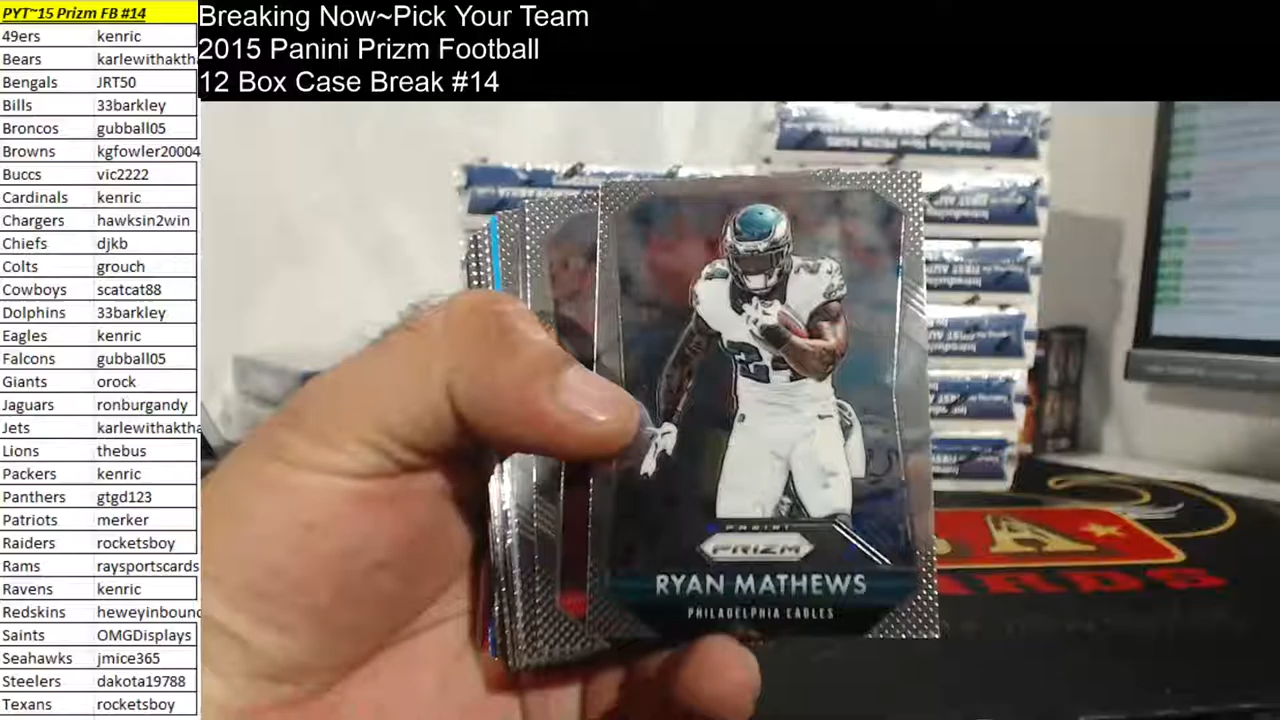 PYT~15 Prizm FB #14
49ers kenric
Bears karlewithakth
Bengals JRT50
Bills 33barkley
Broncos gubball05
Browns kgfowler20004
Buccs vic2222
Cardinals kenric
Chargers hawksin2win
Chiefs djkb
Colts grouch
Cowboys scatcat88
Dolphins 33barkley
Eagles kenric
Falcons gubball05
Giants orock
Jaguars ronburgandy
Jets karlewithaktha
Lions thebus
Packers kenric
Panthers gtgd123
Patriots merker
Raiders rocketsboy
Rams raysportscards
Ravens kenric
Redskins heweyinbound
Saints OMGDisplays
Seahawks jmice365
Steelers dakota19788
Texans rocketsboy
Breaking Now~Pick Your Team
2015 Panini Prizm Football
12 Box Case Break #14
PANINI
PRIZM
RYAN MATHEWS
PHILADELPHIA EAGLES